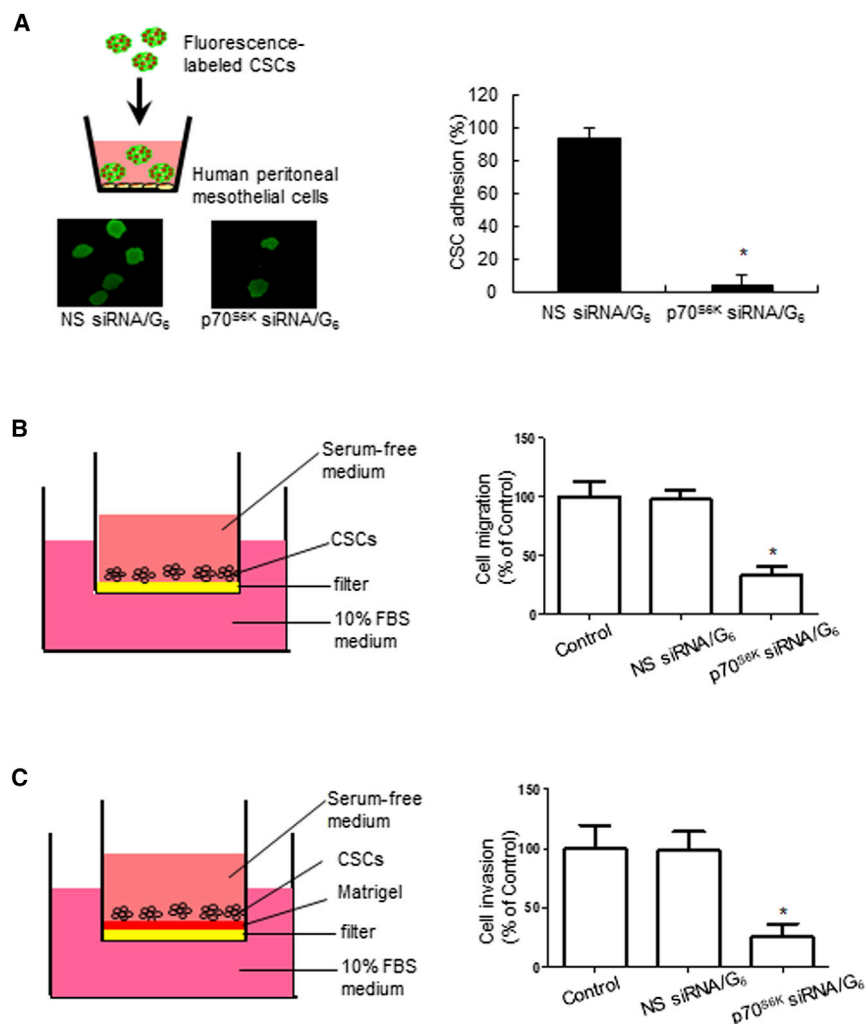 A
Fluorescence-
labeled CSCs
Human peritoneal
mesothelial cells
NS siRNA/G₆
p70ˢ⁶ᴷ siRNA/G₆
CSC adhesion (%)
120
100
80
60
40
20
0
*
NS siRNA/G₆
p70ˢ⁶ᴷ siRNA/G₆
B
Serum-free
medium
CSCs
filter
10% FBS
medium
Cell migration
(% of Control)
150
100
50
0
*
Control
NS siRNA/G₆
p70ˢ⁶ᴷ siRNA/G₆
C
Serum-free
medium
CSCs
Matrigel
filter
10% FBS
medium
Cell invasion
(% of Control)
150
100
50
0
*
Control
NS siRNA/G₆
p70ˢ⁶ᴷ siRNA/G₆